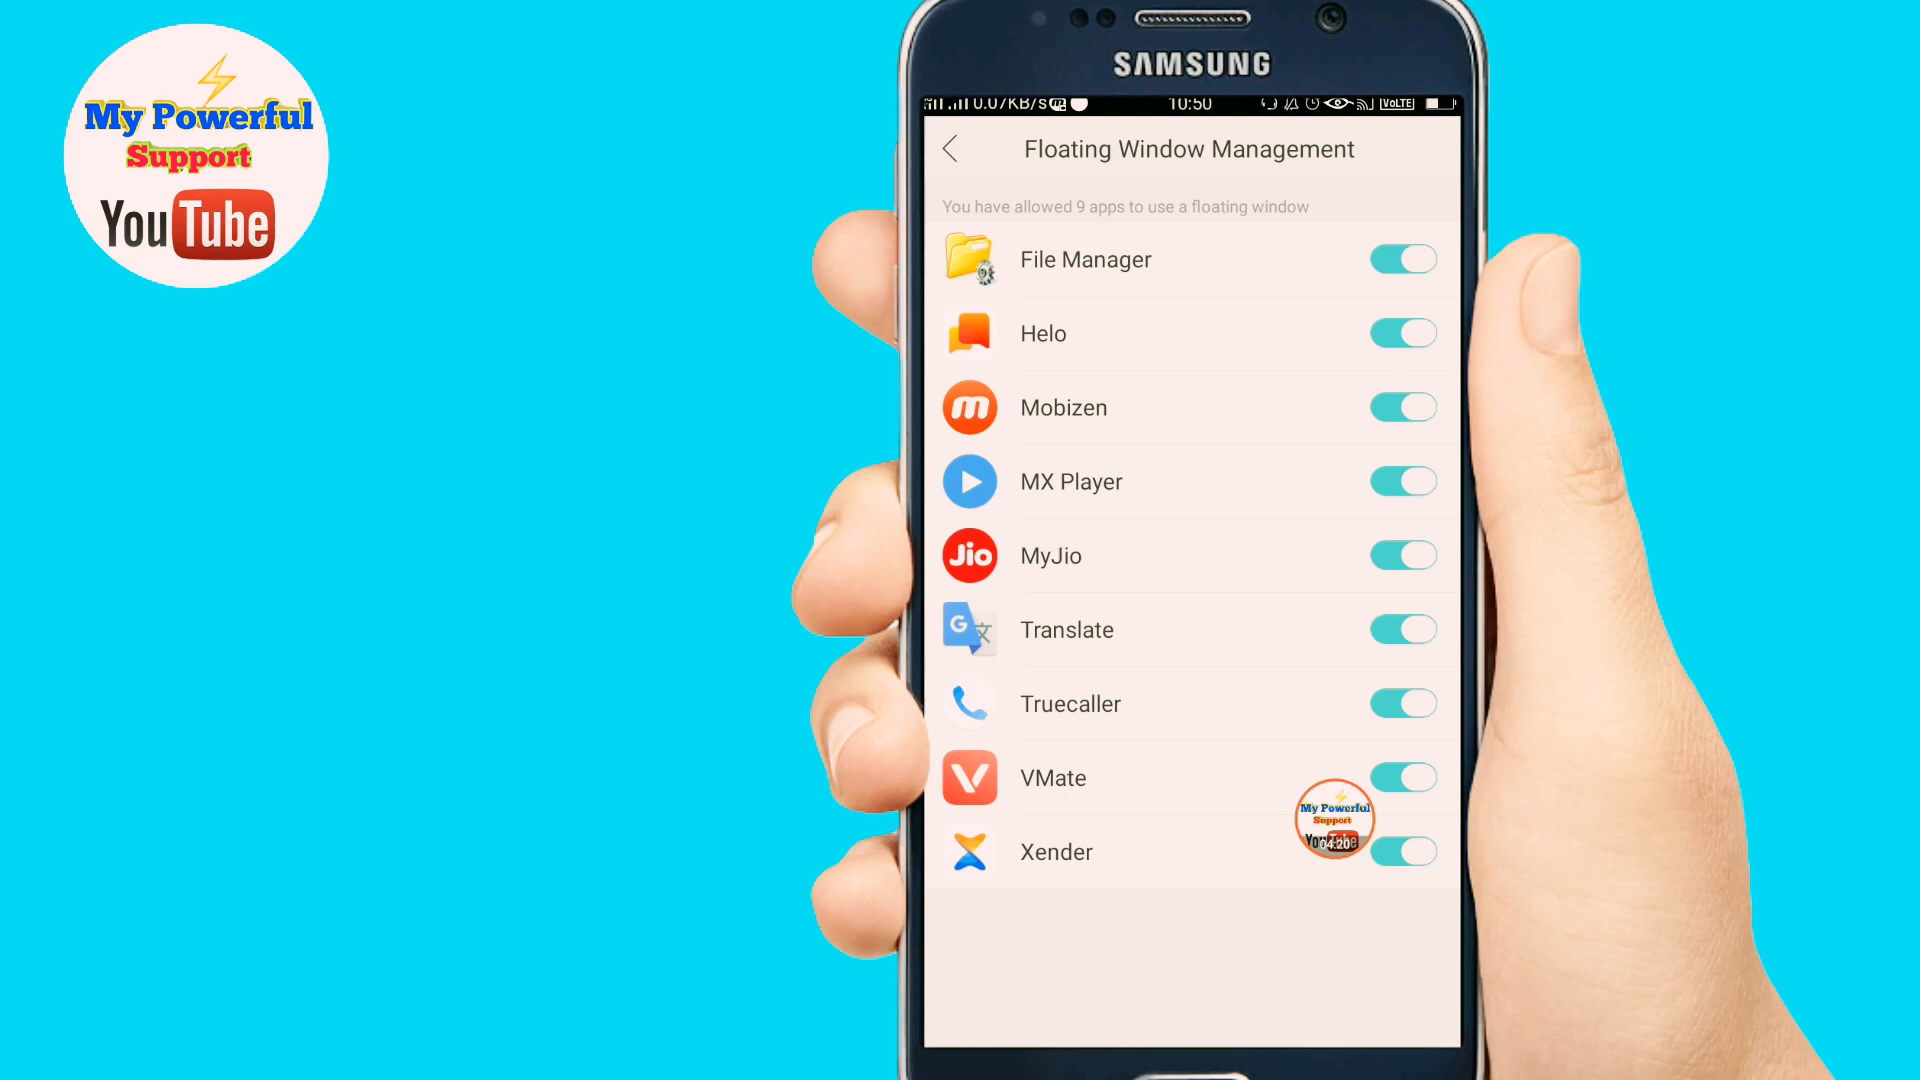 My Powerful
Support
YouTube
SAMSUNG
0.07KB/s
10:50
VoLTE
Floating Window Management
You have allowed 9 apps to use a floating window
File Manager
Helo
m
Mobizen
MX Player
Jio
MyJio
G
文
Translate
Truecaller
VMate
My Powerful
Support
YouTube
04:20
Xender